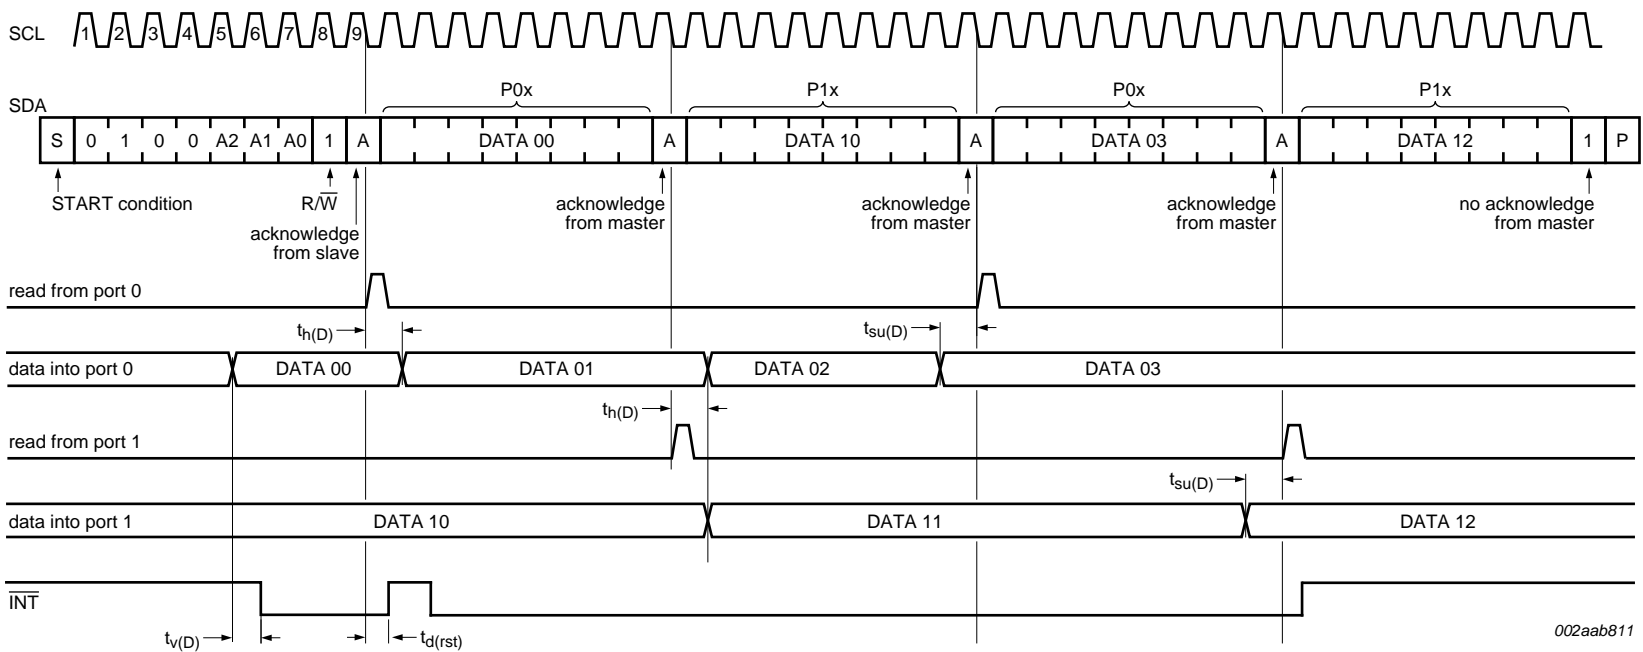 SCL 1 2 3 4 5 6 7 8 9
P0x P1x P0x P1x
SDA
S 0 1 0 0 A2 A1 A0 1 A DATA 00 A DATA 10 A DATA 03 A DATA 12 1 P
START condition R/W acknowledge acknowledge acknowledge no acknowledge
from master from master from master from master
acknowledge
from slave
read from port 0
th(D) tsu(D)
data into port 0 DATA 00 DATA 01 DATA 02 DATA 03
th(D)
read from port 1
tsu(D)
data into port 1 DATA 10 DATA 11 DATA 12
INT
tv(D) td(rst)
002aab811